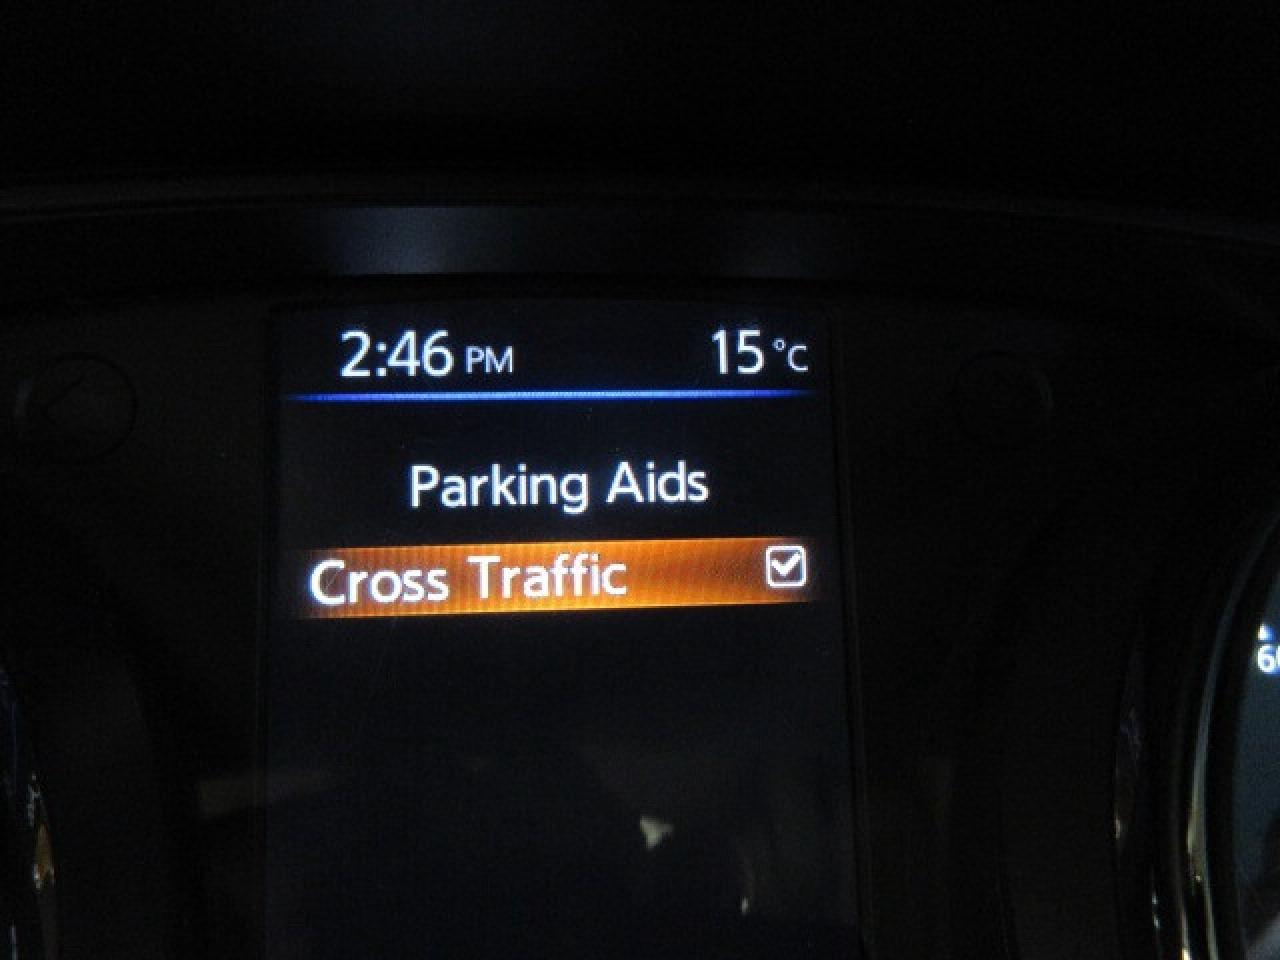 2:46 PM 15 °C
Parking Aids
Cross Traffic